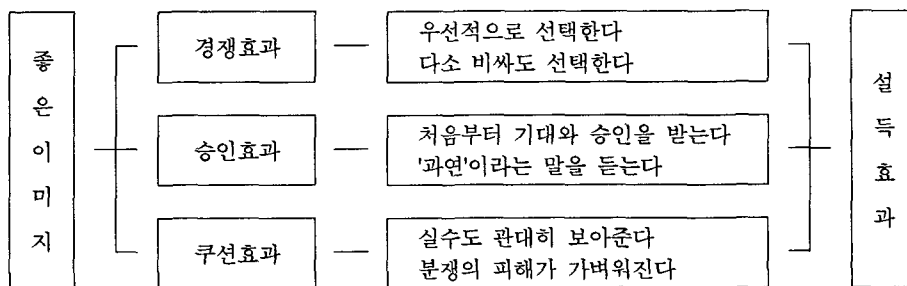 좋은이미지
경쟁효과
우선적으로 선택한다
다소 비싸도 선택한다
승인효과
처음부터 기대와 승인을 받는다
'과연'이라는 말을 듣는다
쿠션효과
실수도 관대히 보아준다
분쟁의 피해가 가벼워진다
설득효과